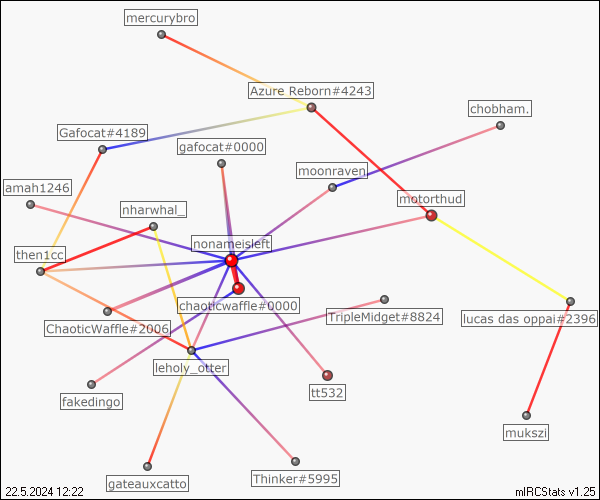 mercurybro
Azure Reborn#4243
chobham.
Gafocat#4189
gafocat#0000
moonraven
amah1246
motorthud
nharwhal_
nonameisleft
then1cc
chaoticwaffle#0000
TripleMidget#8824
lucas das oppai#2396
ChaoticWaffle#2006
leholy_otter
tt532
fakedingo
mukszi
gateauxcatto
Thinker#5995
22.5.2024 12:22
mIRCStats v1.25